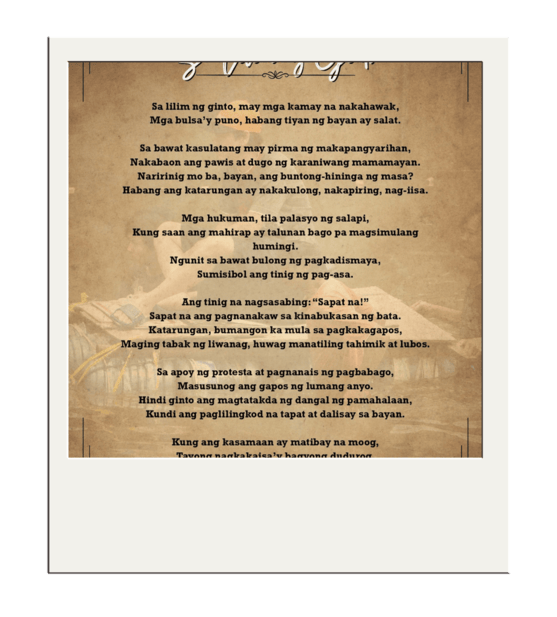 Sa lilim ng ginto, may mga kamay na nakahawak,
Mga bulsa'y puno, habang tiyan ng bayan ay salat.
Sa bawat kasulatang may pirma ng makapangyarihan,
Nakabaon ang pawis at dugo ng karaniwang mamamayan.
Naririnig mo ba, bayan, ang buntong-hininga ng masa?
Habang ang katarungan ay nakakulong, nakapiring, nag-iisa.
Mga hukuman, tila palasyo ng salapi,
Kung saan ang mahirap ay talunan bago pa magsimulang
humingi.
Ngunit sa bawat bulong ng pagkadismaya,
Sumisibol ang tinig ng pag-asa.
Ang tinig na nagsasabing: “Sapat na!”
Sapat na ang pagnanakaw sa kinabukasan ng bata.
Katarungan, bumangon ka mula sa pagkakagapos,
Maging tabak ng liwanag, huwag manatiling tahimik at lubos.
Sa apoy ng protesta at pagnanais ng pagbabago,
Masusunog ang gapos ng lumang anyo.
Hindi ginto ang magtatakda ng dangal ng pamahalaan,
Kundi ang paglilingkod na tapat at dalisay sa bayan.
Kung ang kasamaan ay matibay na moog,
Tayong nagkakaisa'y bagyong dudurog